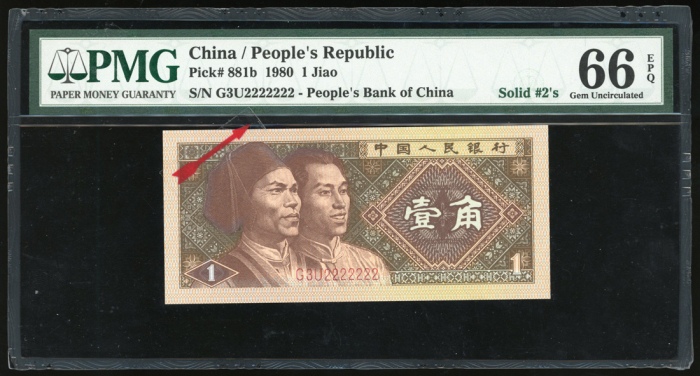 PMG
PAPER MONEY GUARANTY
China / People's Republic
Pick# 881b 1980 1 Jiao
S/N G3U2222222 - People's Bank of China
Solid #2's
66 EPQ
Gem Uncirculated
中国人民银行
壹角
G3U2222222
1
1